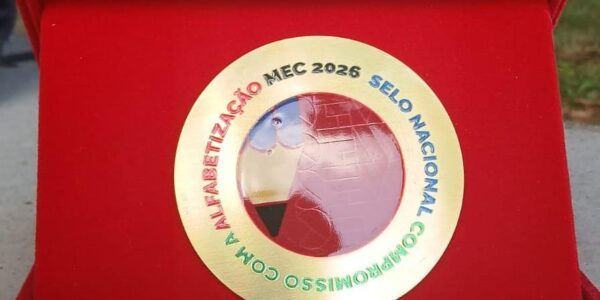 MEC 2026 SELO NACIONAL COMPROMISSO COM A ALFABETIZAÇÃO